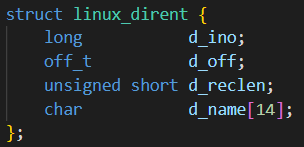 struct linux_dirent {
    long           d_ino;
    off_t          d_off;
    unsigned short d_reclen;
    char           d_name[14];
};